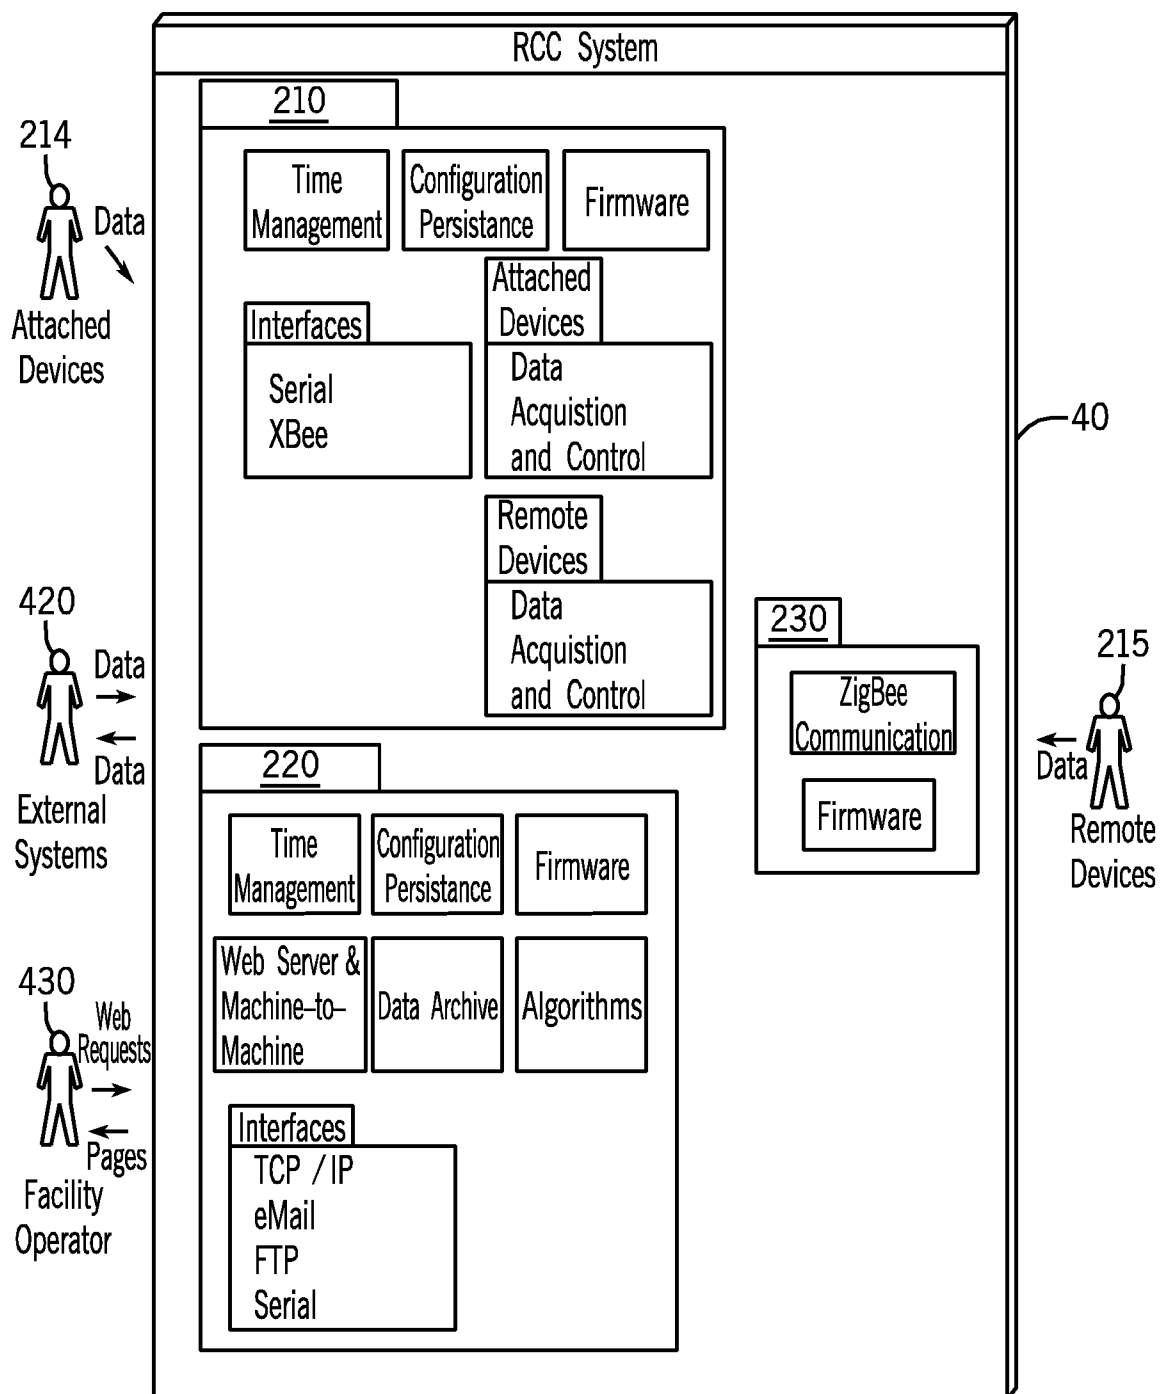 RCC System
210
Time
Management
Configuration
Persistance
Firmware
Interfaces
Serial
XBee
Attached
Devices
Data
Acquistion
and Control
Remote
Devices
Data
Acquistion
and Control
220
Time
Management
Configuration
Persistance
Firmware
Web Server &
Machine–to–
Machine
Data Archive
Algorithms
Interfaces
TCP / IP
eMail
FTP
Serial
230
ZigBee
Communication
Firmware
214
Data
Attached
Devices
420
Data
Data
External
Systems
430
Web
Requests
Pages
Facility
Operator
40
215
Data
Remote
Devices